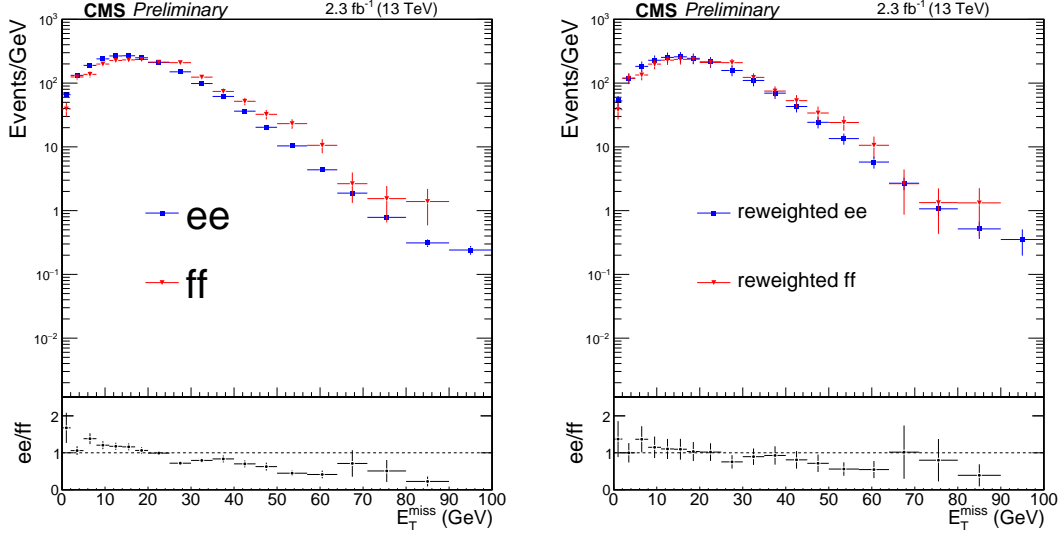 CMS Preliminary 2.3 fb⁻¹ (13 TeV)
Events/GeV
10³
10²
10
1
10⁻¹
10⁻²
ee
ff
ee/ff
2
1
0
0 10 20 30 40 50 60 70 80 90 100
E_T^miss (GeV)
CMS Preliminary 2.3 fb⁻¹ (13 TeV)
Events/GeV
10³
10²
10
1
10⁻¹
10⁻²
reweighted ee
reweighted ff
ee/ff
2
1
0
0 10 20 30 40 50 60 70 80 90 100
E_T^miss (GeV)